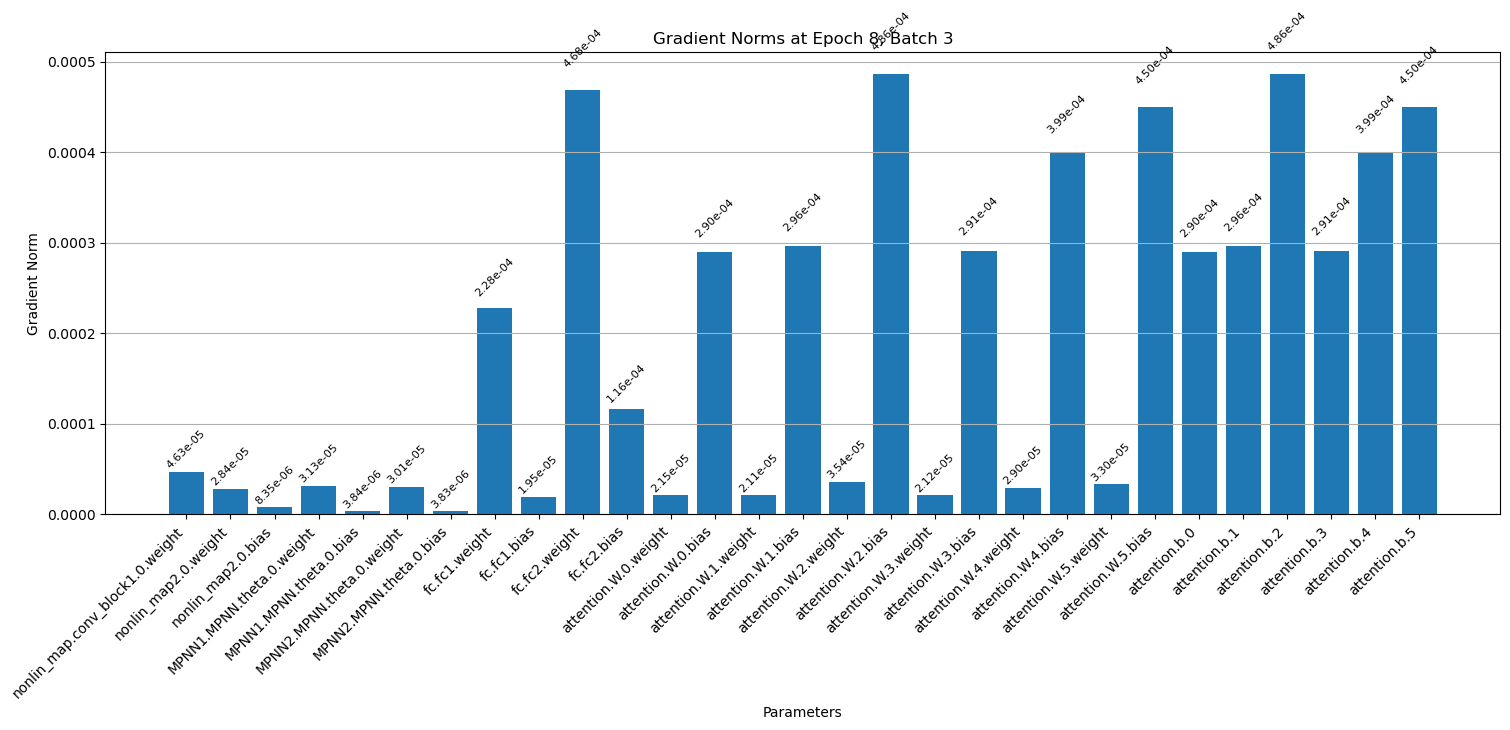 Gradient Norms at Epoch 8, Batch 3
Gradient Norm
0.0005
0.0004
0.0003
0.0002
0.0001
0.0000
4.63e-05
2.84e-05
8.35e-06
3.13e-05
3.84e-06
3.01e-05
3.83e-06
2.28e-04
1.95e-05
4.68e-04
1.16e-04
2.15e-05
2.90e-04
2.11e-05
2.96e-04
3.54e-05
4.86e-04
2.12e-05
2.91e-04
2.90e-05
3.99e-04
3.30e-05
4.50e-04
2.90e-04
2.96e-04
4.86e-04
2.91e-04
3.99e-04
4.50e-04
nonlin_map.conv_block1.0.weight
nonlin_map2.0.weight
nonlin_map2.0.bias
MPNN1.MPNN.theta.0.weight
MPNN1.MPNN.theta.0.bias
MPNN2.MPNN.theta.0.weight
MPNN2.MPNN.theta.0.bias
fc.fc1.weight
fc.fc1.bias
fc.fc2.weight
fc.fc2.bias
attention.W.0.weight
attention.W.0.bias
attention.W.1.weight
attention.W.1.bias
attention.W.2.weight
attention.W.2.bias
attention.W.3.weight
attention.W.3.bias
attention.W.4.weight
attention.W.4.bias
attention.W.5.weight
attention.W.5.bias
attention.b.0
attention.b.1
attention.b.2
attention.b.3
attention.b.4
attention.b.5
Parameters